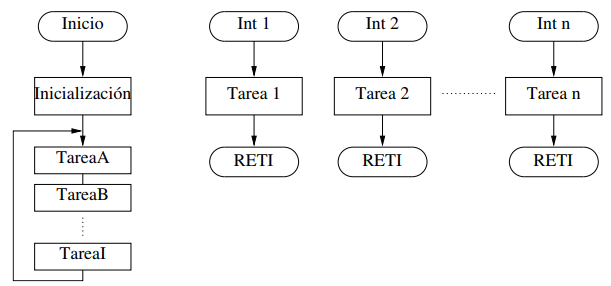 Inicio
Int 1
Int 2
Int n
Inicialización
Tarea 1
Tarea 2
Tarea n
TareaA
RETI
RETI
RETI
TareaB
TareaI